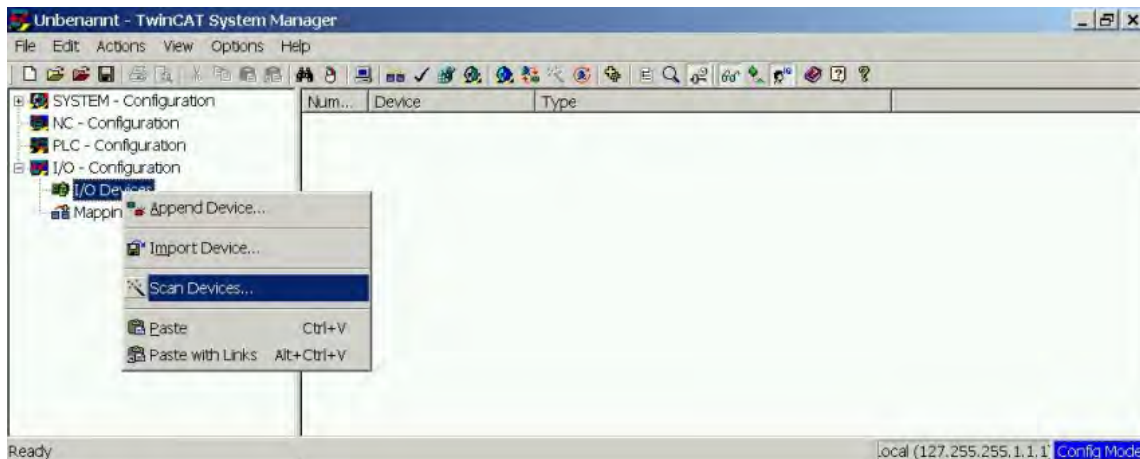 Unbenannt - TwinCAT System Manager
File Edit Actions View Options Help
SYSTEM - Configuration
NC - Configuration
PLC - Configuration
I/O - Configuration
I/O Devices
Mappin
Num... Device Type
Append Device...
Import Device...
Scan Devices...
Paste Ctrl+V
Paste with Links Alt+Ctrl+V
Ready
ocal (127.255.255.1.1.1 Config Mode